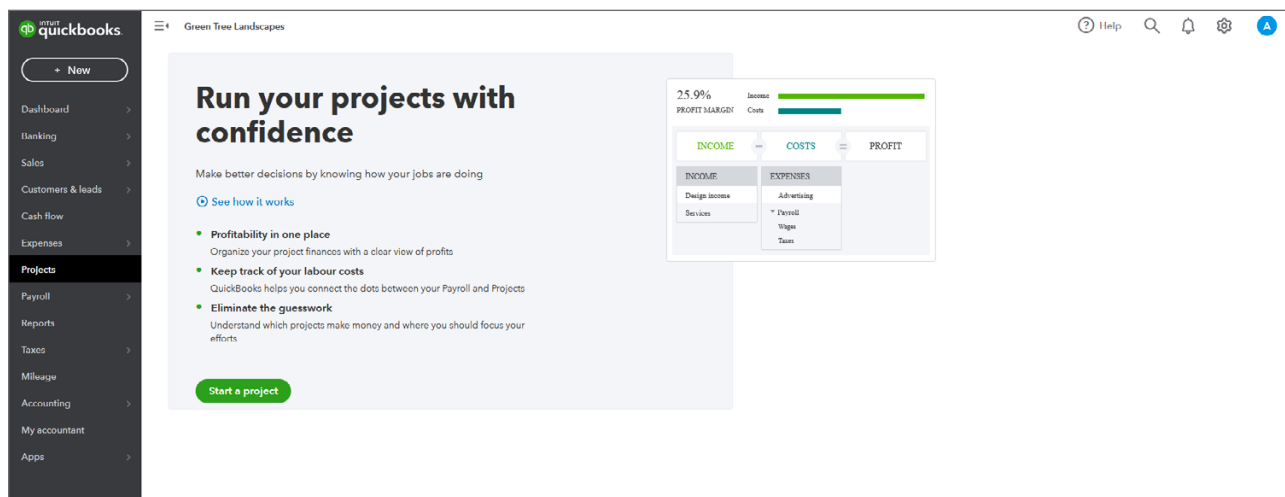 INTUIT
qb quickbooks.
Green Tree Landscapes
Help
A
+ New
Dashboard
Banking
Sales
Customers & leads
Cash flow
Expenses
Projects
Payroll
Reports
Taxes
Mileage
Accounting
My accountant
Apps
Run your projects with
confidence
Make better decisions by knowing how your jobs are doing
See how it works
Profitability in one place
Organize your project finances with a clear view of profits
Keep track of your labour costs
QuickBooks helps you connect the dots between your Payroll and Projects
Eliminate the guesswork
Understand which projects make money and where you should focus your
efforts
Start a project
25.9% Income
PROFIT MARGIN Costs
INCOME – COSTS = PROFIT
INCOME EXPENSES
Design income Advertising
Services Payroll
Wages
Taxes